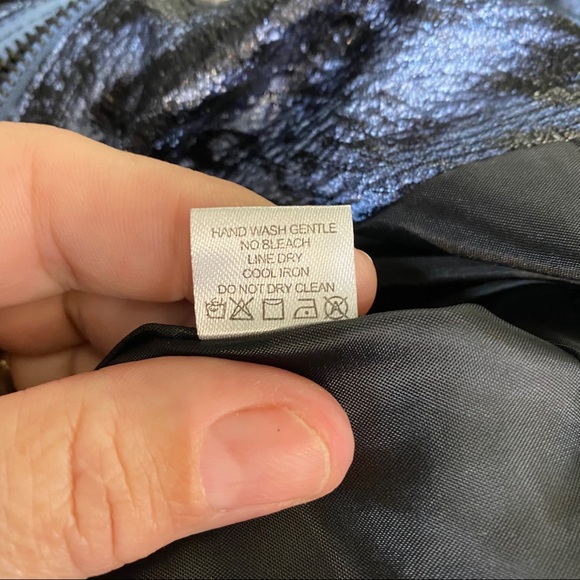 HAND WASH GENTLE
NO BLEACH
LINE DRY
COOL IRON
DO NOT DRY CLEAN
A